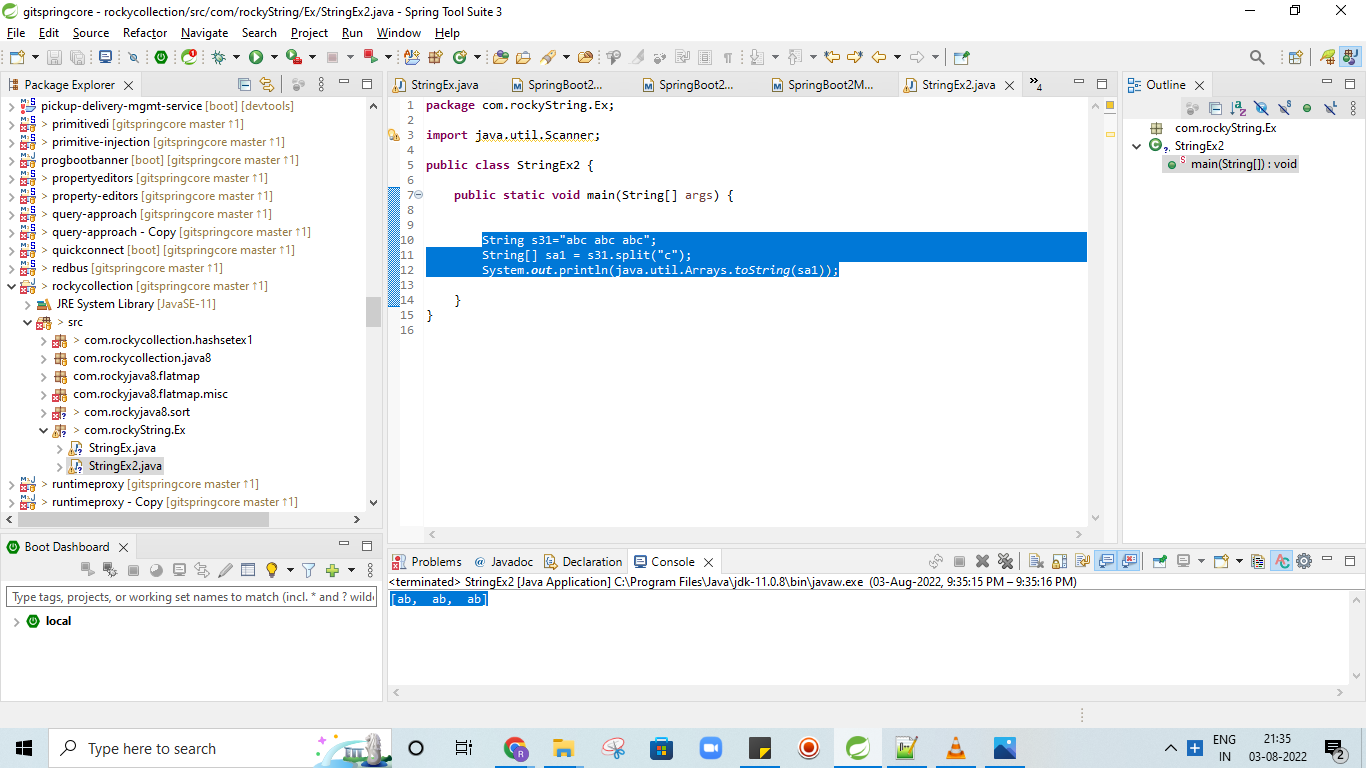 gitspringcore - rockycollection/src/com/rockyString/Ex/StringEx2.java - Spring Tool Suite 3
File Edit Source Refactor Navigate Search Project Run Window Help
Package Explorer
pickup-delivery-mgmt-service [boot] [devtools]
> primitivedi [gitspringcore master ↑1]
> primitive-injection [gitspringcore master ↑1]
progbootbanner [boot] [gitspringcore master ↑1]
> propertyeditors [gitspringcore master ↑1]
> property-editors [gitspringcore master ↑1]
> query-approach [gitspringcore master ↑1]
> query-approach - Copy [gitspringcore master ↑1]
> quickconnect [boot] [gitspringcore master ↑1]
> redbus [gitspringcore master ↑1]
> rockycollection [gitspringcore master ↑1]
JRE System Library [JavaSE-11]
> src
> com.rockycollection.hashsetex1
com.rockycollection.java8
com.rockyjava8.flatmap
com.rockyjava8.flatmap.misc
> com.rockyjava8.sort
> com.rockyString.Ex
StringEx.java
StringEx2.java
> runtimeproxy [gitspringcore master ↑1]
> runtimeproxy - Copy [gitspringcore master ↑1]
StringEx.java SpringBoot2... SpringBoot2... SpringBoot2M... StringEx2.java »4
1 package com.rockyString.Ex;
2
3 import java.util.Scanner;
4
5 public class StringEx2 {
6
7 public static void main(String[] args) {
8
9
10 String s31="abc abc abc";
11 String[] sa1 = s31.split("c");
12 System.out.println(java.util.Arrays.toString(sa1));
13
14 }
15 }
16
Outline
com.rockyString.Ex
StringEx2
main(String[]) : void
Boot Dashboard
Type tags, projects, or working set names to match (incl. * and ? wildc
local
Problems @ Javadoc Declaration Console
<terminated> StringEx2 [Java Application] C:\Program Files\Java\jdk-11.0.8\bin\javaw.exe (03-Aug-2022, 9:35:15 PM – 9:35:16 PM)
[ab,  ab,  ab]
Type here to search
ENG
IN
21:35
03-08-2022
2